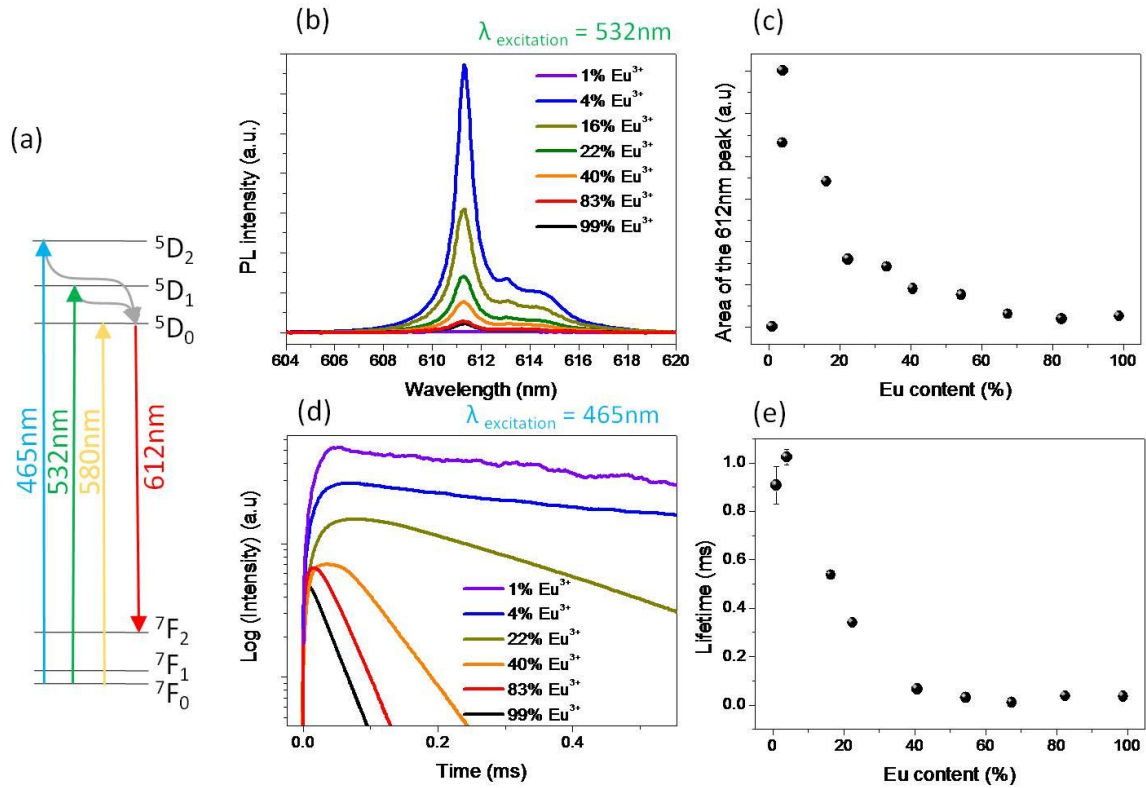 (a)
⁵D₂
⁵D₁
⁵D₀
465nm
532nm
580nm
612nm
⁷F₂
⁷F₁
⁷F₀
(b)
λ excitation = 532nm
PL intensity (a.u.)
1% Eu³⁺
4% Eu³⁺
16% Eu³⁺
22% Eu³⁺
40% Eu³⁺
83% Eu³⁺
99% Eu³⁺
604 606 608 610 612 614 616 618 620
Wavelength (nm)
(c)
Area of the 612nm peak (a.u)
0 20 40 60 80 100
Eu content (%)
(d)
λ excitation = 465nm
Log (Intensity) (a.u)
1% Eu³⁺
4% Eu³⁺
22% Eu³⁺
40% Eu³⁺
83% Eu³⁺
99% Eu³⁺
0.0 0.2 0.4
Time (ms)
(e)
Lifetime (ms)
1.0
0.8
0.6
0.4
0.2
0.0
0 20 40 60 80 100
Eu content (%)